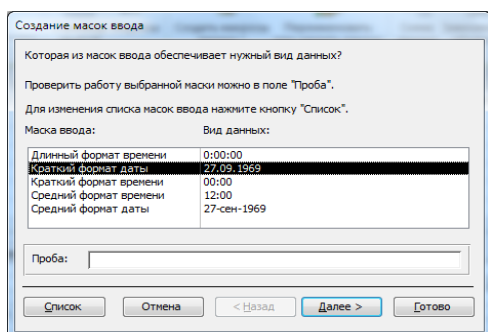 Создание масок ввода
Которая из масок ввода обеспечивает нужный вид данных?
Проверить работу выбранной маски можно в поле "Проба".
Для изменения списка масок ввода нажмите кнопку "Список".
Маска ввода: Вид данных:
Длинный формат времени 0:00:00
Краткий формат даты 27.09.1969
Краткий формат времени 00:00
Средний формат времени 12:00
Средний формат даты 27-сен-1969
Проба:
Список Отмена < Назад Далее > Готово